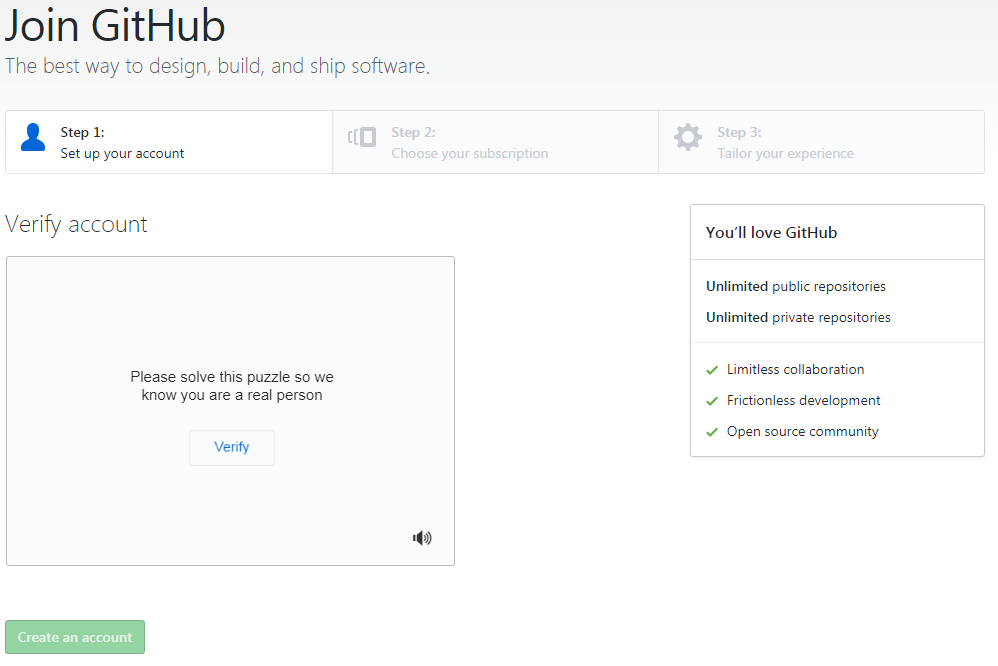 Join GitHub
The best way to design, build, and ship software.
Step 1:
Set up your account
Step 2:
Choose your subscription
Step 3:
Tailor your experience
Verify account
Please solve this puzzle so we
know you are a real person
Verify
Create an account
You'll love GitHub
Unlimited public repositories
Unlimited private repositories
Limitless collaboration
Frictionless development
Open source community